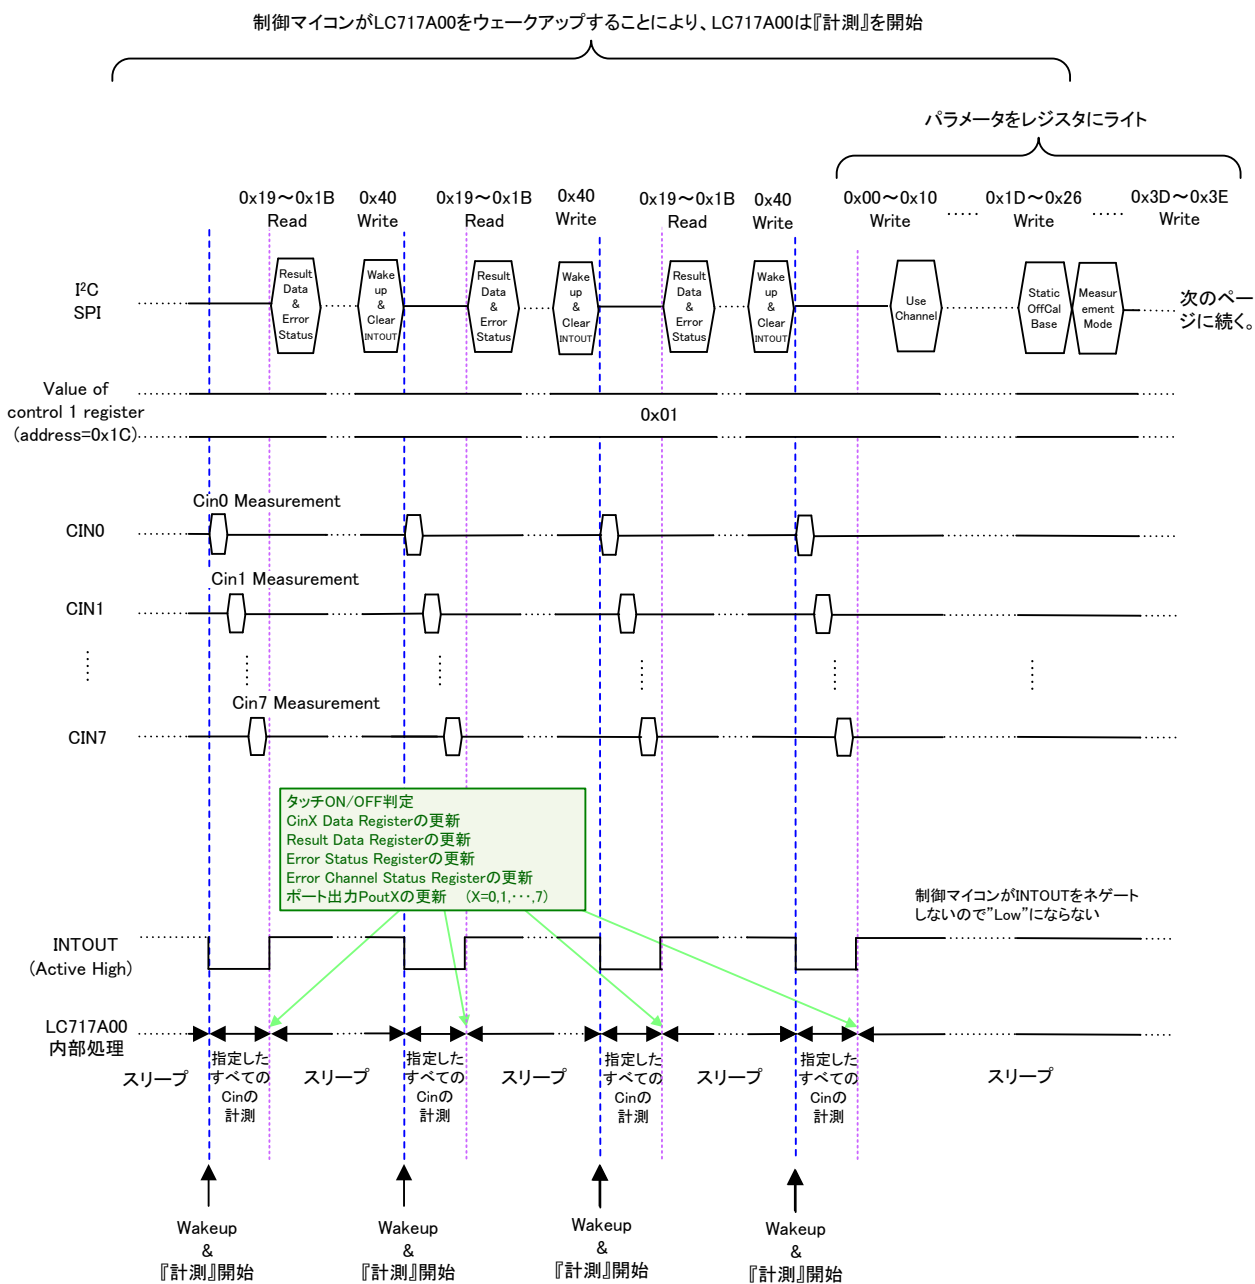 制御マイコンがLC717A00をウェークアップすることにより、LC717A00は『計測』を開始
パラメータをレジスタにライト
0x19～0x1B
Read
0x40
Write
0x19～0x1B
Read
0x40
Write
0x19～0x1B
Read
0x40
Write
0x00～0x10
Write
0x1D～0x26
Write
0x3D～0x3E
Write
I²C
SPI
Result
Data
&
Error
Status
Wake
up
&
Clear
INTOUT
Result
Data
&
Error
Status
Wake
up
&
Clear
INTOUT
Result
Data
&
Error
Status
Wake
up
&
Clear
INTOUT
Use
Channel
Static
OffCal
Base
Measur
ement
Mode
次のペー
ジに続く。
Value of
control 1 register
(address=0x1C)
0x01
Cin0 Measurement
CIN0
Cin1 Measurement
CIN1
Cin7 Measurement
CIN7
タッチON/OFF判定
CinX Data Registerの更新
Result Data Registerの更新
Error Status Registerの更新
Error Channel Status Registerの更新
ポート出力PoutXの更新　(X=0,1,･･･,7)
制御マイコンがINTOUTをネゲート
しないので”Low”にならない
INTOUT
(Active High)
LC717A00
内部処理
スリープ
指定した
すべての
Cinの
計測
スリープ
指定した
すべての
Cinの
計測
スリープ
指定した
すべての
Cinの
計測
スリープ
指定した
すべての
Cinの
計測
スリープ
Wakeup
&
『計測』開始
Wakeup
&
『計測』開始
Wakeup
&
『計測』開始
Wakeup
&
『計測』開始